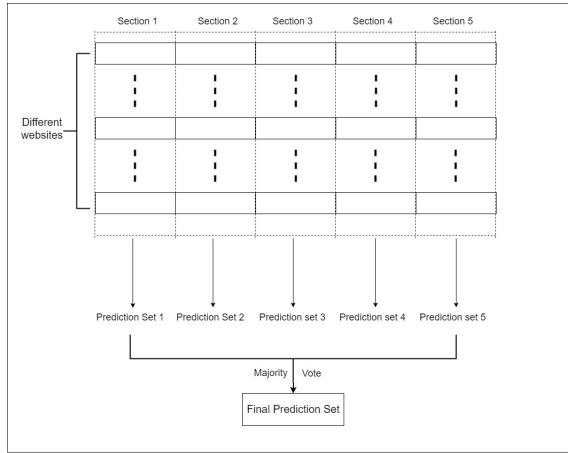 Section 1 Section 2 Section 3 Section 4 Section 5
Different
websites
Prediction Set 1 Prediction Set 2 Prediction set 3 Prediction set 4 Prediction set 5
Majority Vote
Final Prediction Set